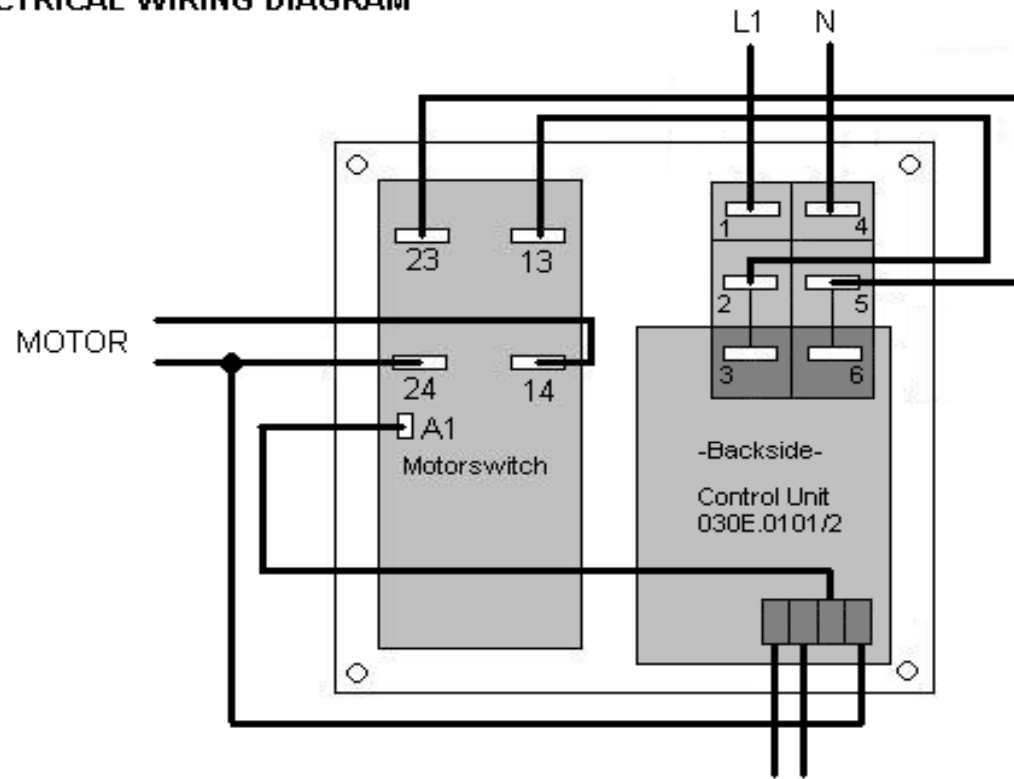 WIRING DIAGRAM
L1 N
1 4
23 13
2 5
MOTOR
24 14
3 6
A1
Motorswitch
-Backside-
Control Unit
030E.0101/2